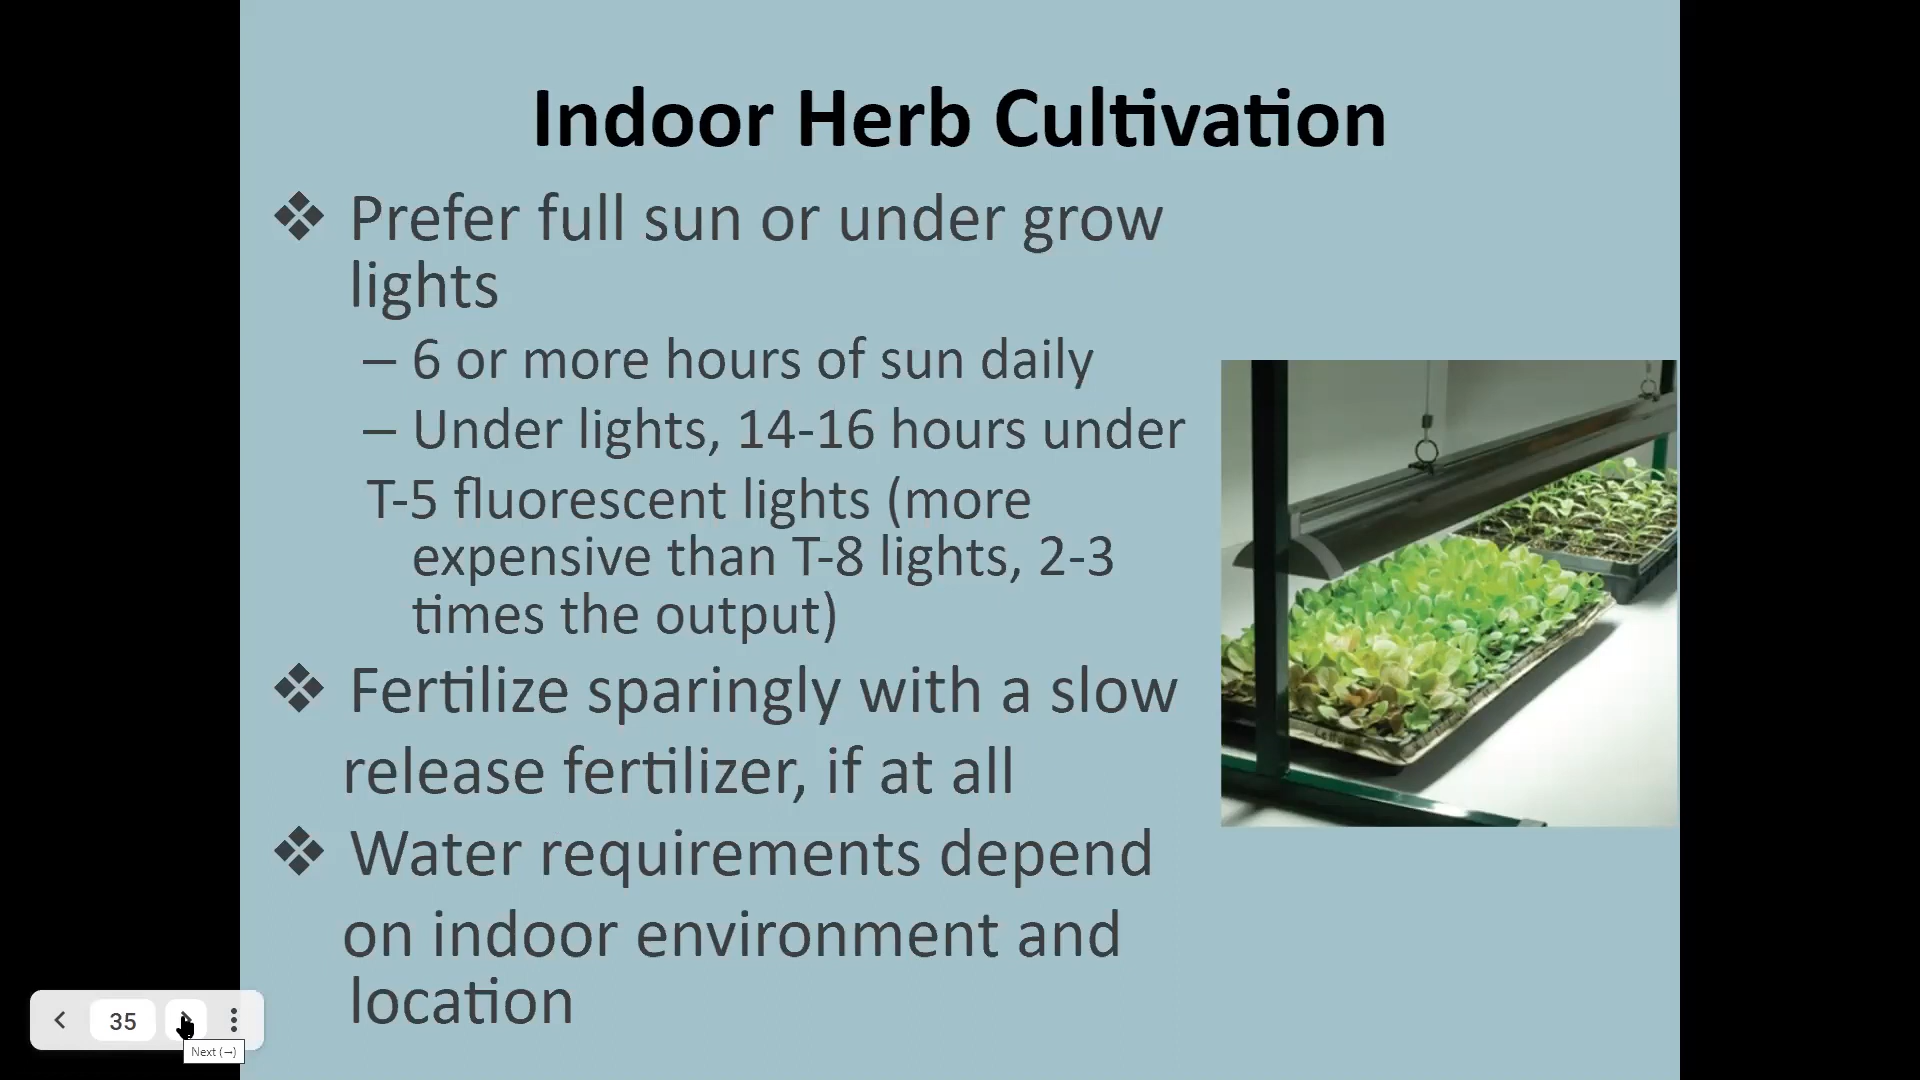 Indoor Herb Cultivation
❖ Prefer full sun or under grow
lights
– 6 or more hours of sun daily
– Under lights, 14-16 hours under
T-5 fluorescent lights (more
expensive than T-8 lights, 2-3
times the output)
❖ Fertilize sparingly with a slow
release fertilizer, if at all
❖ Water requirements depend
on indoor environment and
location
35
Next (→)